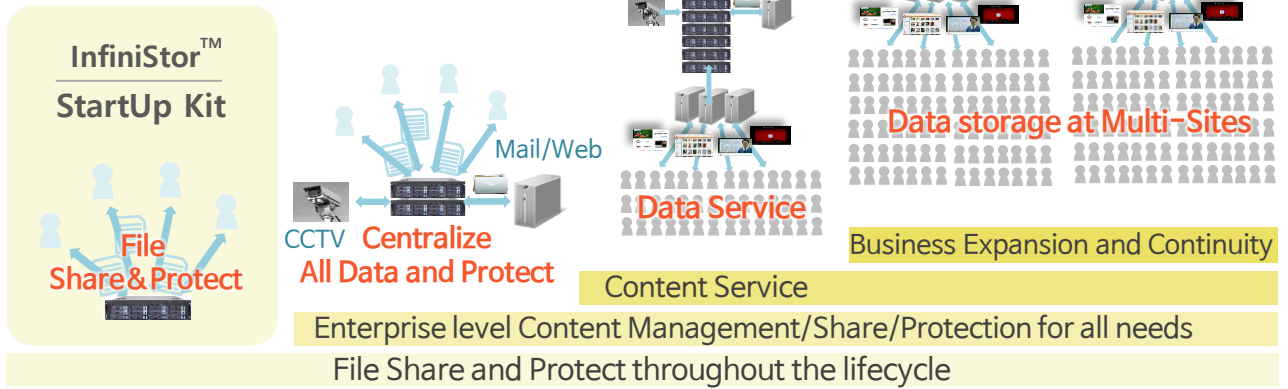 InfiniStor™
StartUp Kit
File
Share&Protect
Mail/Web
CCTV
Centralize
All Data and Protect
Data Service
Data storage at Multi-Sites
Business Expansion and Continuity
Content Service
Enterprise level Content Management/Share/Protection for all needs
File Share and Protect throughout the lifecycle